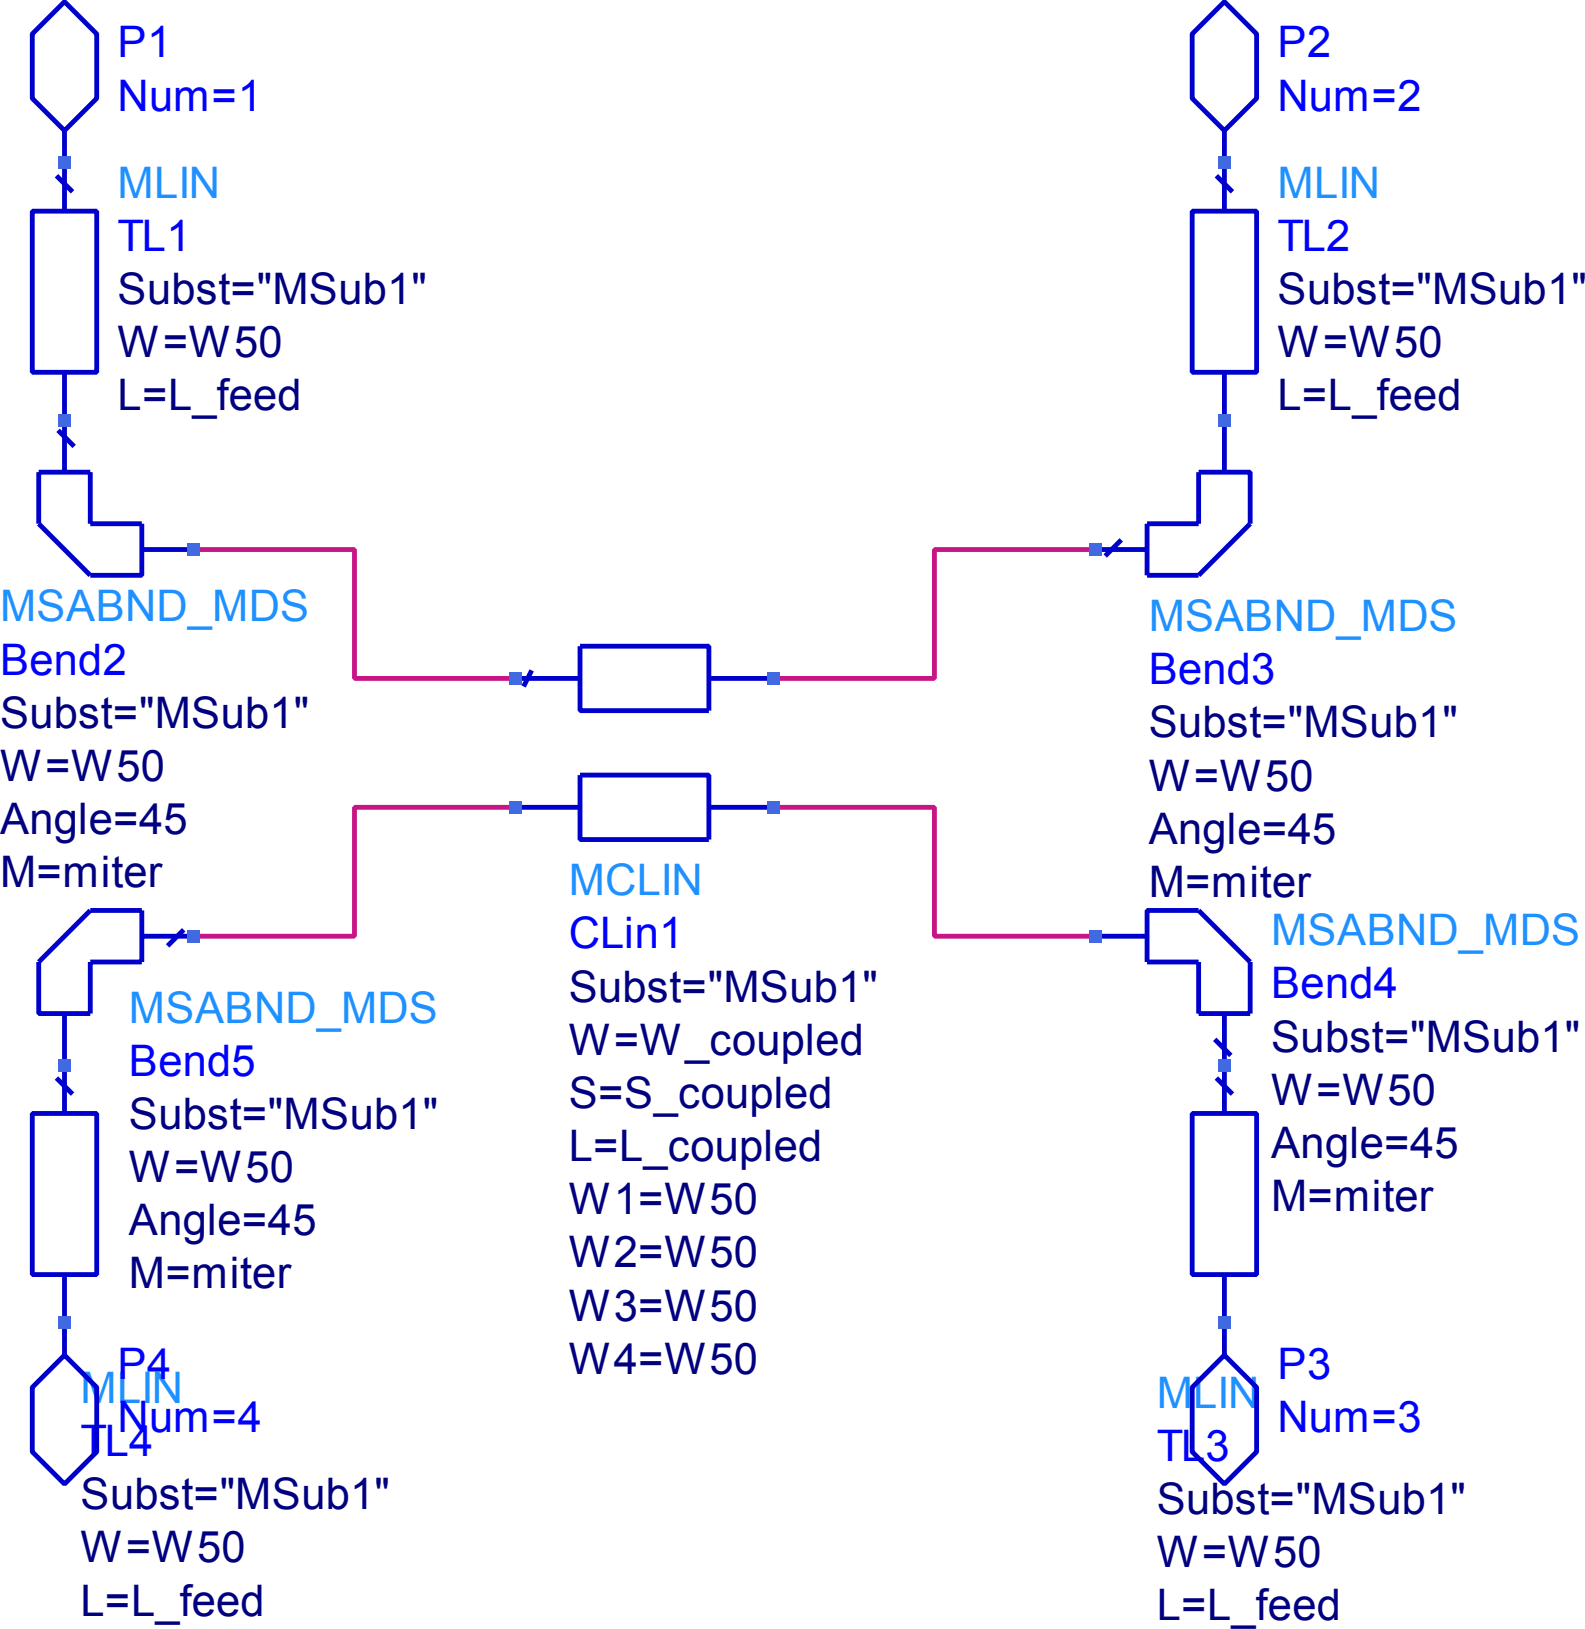 P1
Num=1
MLIN
TL1
Subst="MSub1"
W=W50
L=L_feed
P2
Num=2
MLIN
TL2
Subst="MSub1"
W=W50
L=L_feed
MSABND_MDS
Bend2
Subst="MSub1"
W=W50
Angle=45
M=miter
MSABND_MDS
Bend3
Subst="MSub1"
W=W50
Angle=45
M=miter
MCLIN
CLin1
Subst="MSub1"
W=W_coupled
S=S_coupled
L=L_coupled
W1=W50
W2=W50
W3=W50
W4=W50
MSABND_MDS
Bend5
Subst="MSub1"
W=W50
Angle=45
M=miter
MSABND_MDS
Bend4
Subst="MSub1"
W=W50
Angle=45
M=miter
P4
Num=4
MLIN
TL4
Subst="MSub1"
W=W50
L=L_feed
P3
Num=3
MLIN
TL3
Subst="MSub1"
W=W50
L=L_feed